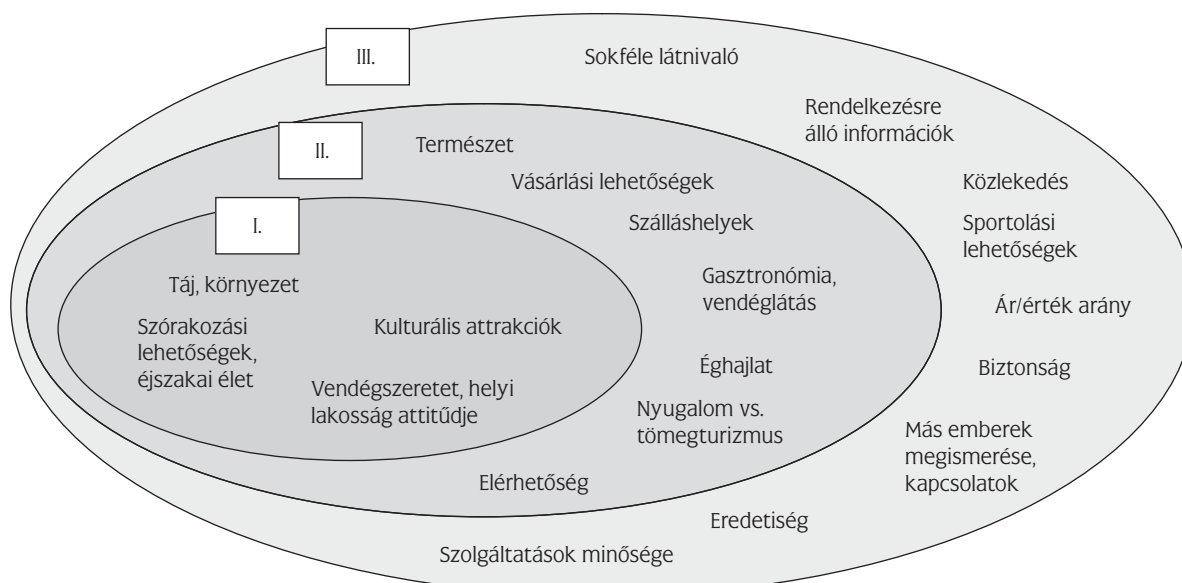 III.
Sokféle látnivaló
Rendelkezésre
álló információk
II.
Természet
Vásárlási lehetőségek
Közlekedés
I.
Szálláshelyek
Sportolási
lehetőségek
Táj, környezet
Gasztronómia,
vendéglátás
Ár/érték arány
Szórakozási
lehetőségek,
éjszakai élet
Kulturális attrakciók
Éghajlat
Biztonság
Vendégszeretet, helyi
lakosság attitűdje
Nyugalom vs.
tömegturizmus
Más emberek
megismerése,
kapcsolatok
Elérhetőség
Eredetiség
Szolgáltatások minősége